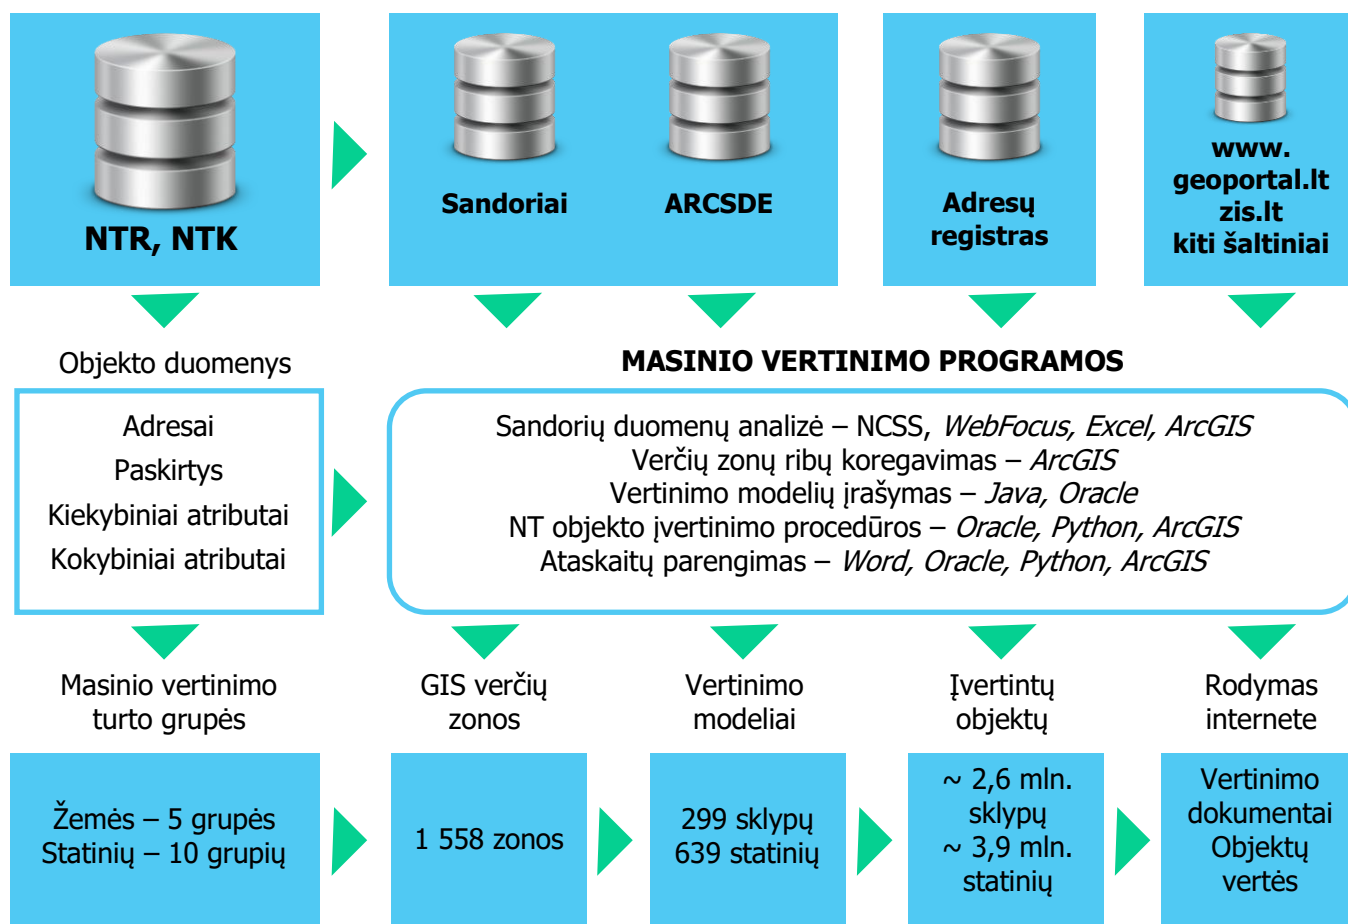 NTR, NTK
Sandoriai
ARCSDE
Adresų
registras
www.
geoportal.lt
zis.lt
kiti šaltiniai
Objekto duomenys
Adresai
Paskirtys
Kiekybiniai atributai
Kokybiniai atributai
MASINIO VERTINIMO PROGRAMOS
Sandorių duomenų analizė – NCSS, WebFocus, Excel, ArcGIS
Verčių zonų ribų koregavimas – ArcGIS
Vertinimo modelių įrašymas – Java, Oracle
NT objekto įvertinimo procedūros – Oracle, Python, ArcGIS
Ataskaitų parengimas – Word, Oracle, Python, ArcGIS
Masinio vertinimo
turto grupės
GIS verčių
zonos
Vertinimo
modeliai
Įvertintų
objektų
Rodymas
internete
Žemės – 5 grupės
Statinių – 10 grupių
1 558 zonos
299 sklypų
639 statinių
~ 2,6 mln.
sklypų
~ 3,9 mln.
statinių
Vertinimo
dokumentai
Objektų
vertės